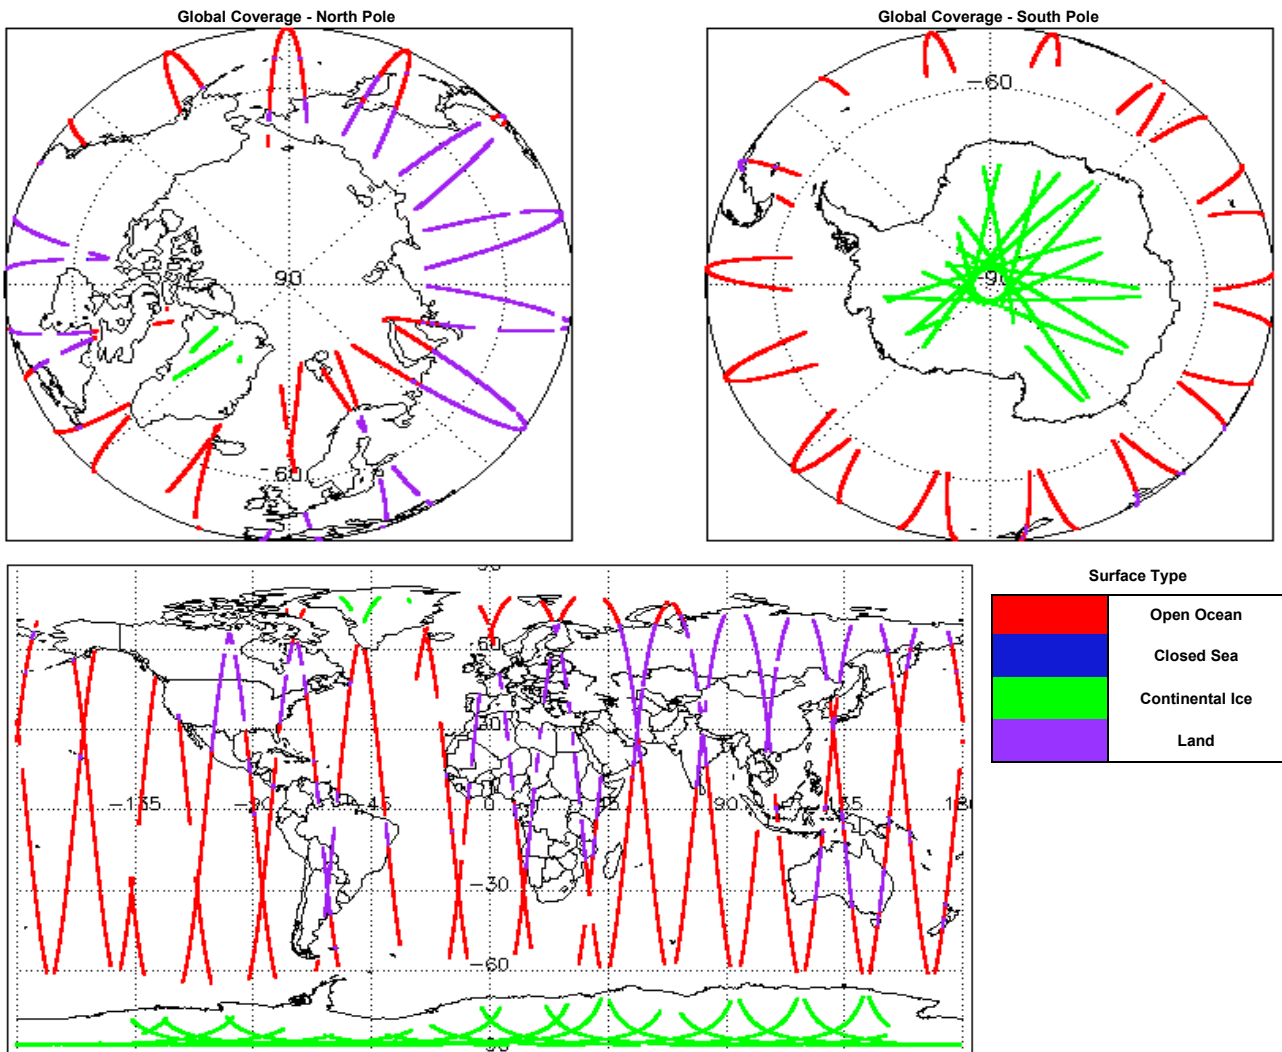 Global Coverage - North Pole
Global Coverage - South Pole
90
-60
-60
-90
Surface Type
Open Ocean
Closed Sea
Continental Ice
Land
60
30
-135
-90
-45
0
45
90
135
180
-30
-60